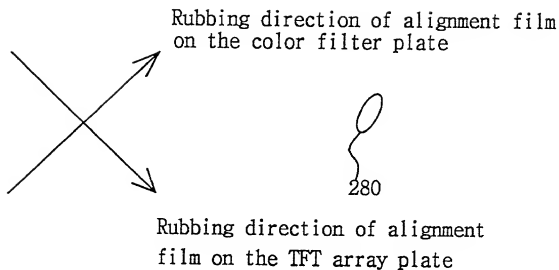 Rubbing direction of alignment film
on the color filter plate
280
Rubbing direction of alignment
film on the TFT array plate